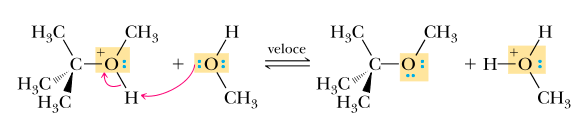 H₃C CH₃ H H₃C CH₃ H
+ veloce +
C—O: + :O C—O: + H—O:
H₃C H H₃C
H₃C CH₃ H₃C CH₃